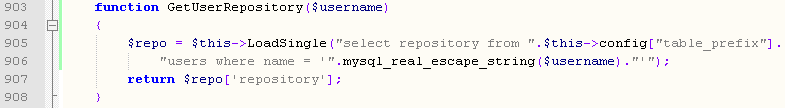 903 function GetUserRepository($username)
904 {
905 $repo = $this->LoadSingle("select repository from ".$this->config["table_prefix"].
906 "users where name = '".mysql_real_escape_string($username)."'");
907 return $repo['repository'];
908 }